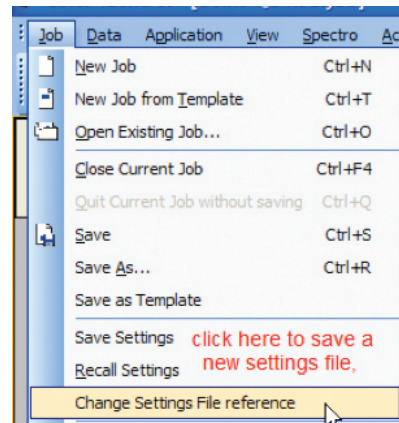 Job Data Application View Spectro Ac
New Job Ctrl+N
New Job from Template Ctrl+T
Open Existing Job... Ctrl+O
Close Current Job Ctrl+F4
Quit Current Job without saving Ctrl+Q
Save Ctrl+S
Save As... Ctrl+R
Save as Template
Save Settings click here to save a
Recall Settings new settings file,
Change Settings File reference